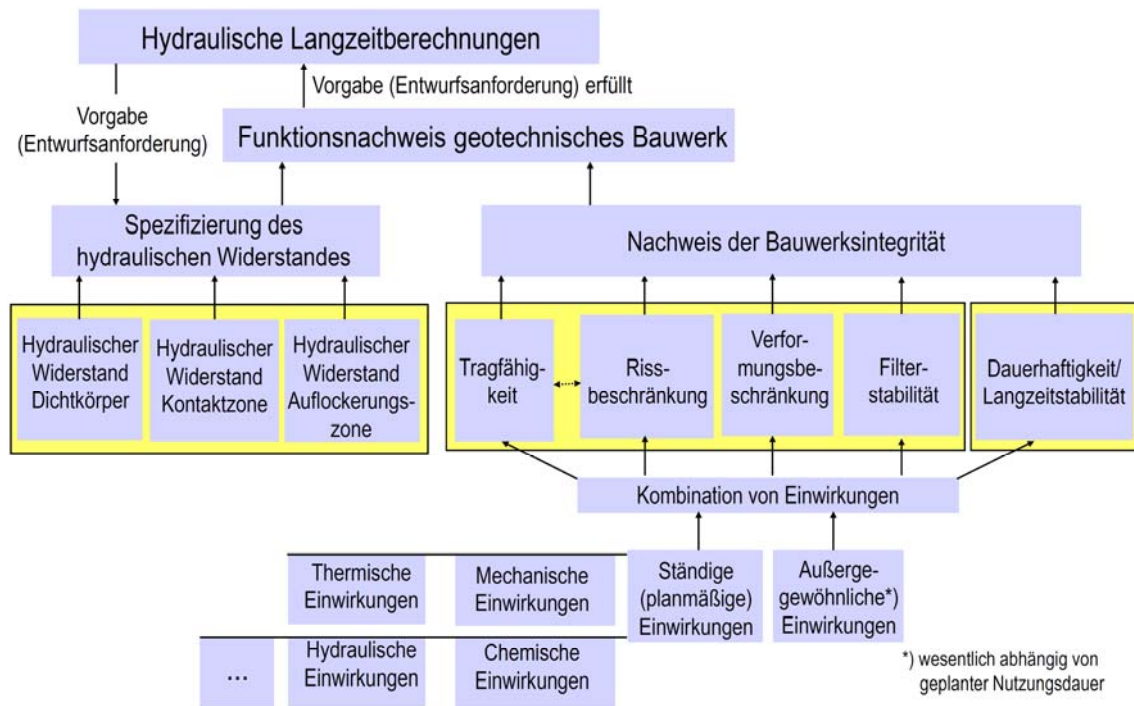 Hydraulische Langzeitberechnungen
Vorgabe (Entwurfsanforderung) erfüllt
Vorgabe
(Entwurfsanforderung)
Funktionsnachweis geotechnisches Bauwerk
Spezifizierung des
hydraulischen Widerstandes
Nachweis der Bauwerksintegrität
Hydraulischer
Widerstand
Dichtkörper
Hydraulischer
Widerstand
Kontaktzone
Hydraulischer
Widerstand
Auflockerungs-
zone
Tragfähig-
keit
Riss-
beschränkung
Verfor-
mungsbe-
schränkung
Filter-
stabilität
Dauerhaftigkeit/
Langzeitstabilität
Kombination von Einwirkungen
Thermische
Einwirkungen
Mechanische
Einwirkungen
Ständige
(planmäßige)
Einwirkungen
Außerge-
gewöhnliche*)
Einwirkungen
...
Hydraulische
Einwirkungen
Chemische
Einwirkungen
*) wesentlich abhängig von
geplanter Nutzungsdauer